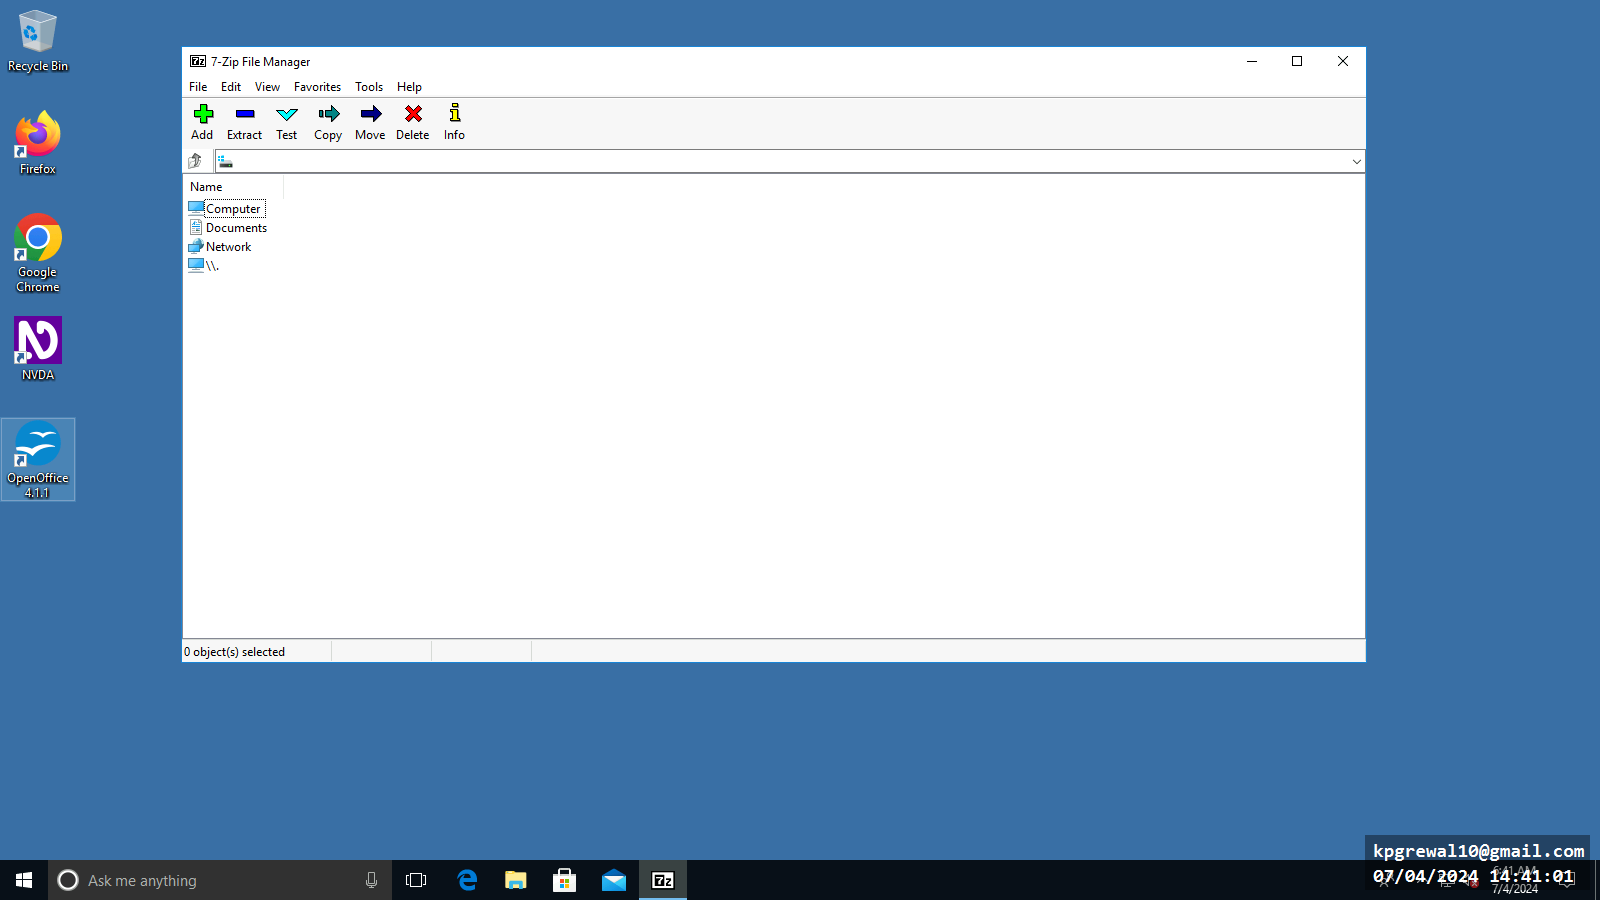 Recycle Bin
Firefox
Google
Chrome
NVDA
OpenOffice
4.1.1
7z 7-Zip File Manager
File Edit View Favorites Tools Help
Add Extract Test Copy Move Delete Info
Name
Computer
Documents
Network
\\.
0 object(s) selected
Ask me anything
7z
kpgrewal10@gmail.com
07/04/2024 14:41:01
7/4/2024